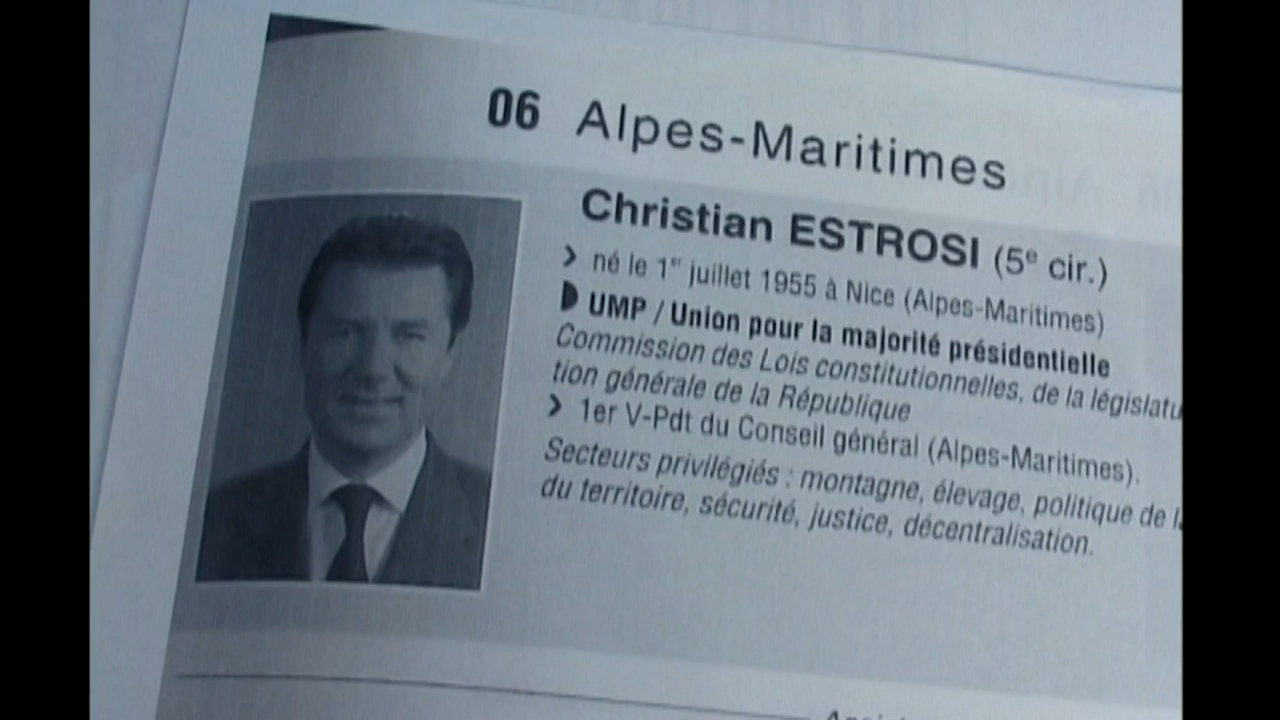 06 Alpes-Maritimes
Christian ESTROSI (5e cir.)
né le 1er juillet 1955 à Nice (Alpes-Maritimes)
UMP / Union pour la majorité présidentielle
Commission des Lois constitutionnelles, de la législatu
tion générale de la République
1er V-Pdt du Conseil général (Alpes-Maritimes).
Secteurs privilégiés : montagne, élevage, politique de
du territoire, sécurité, justice, décentralisation.